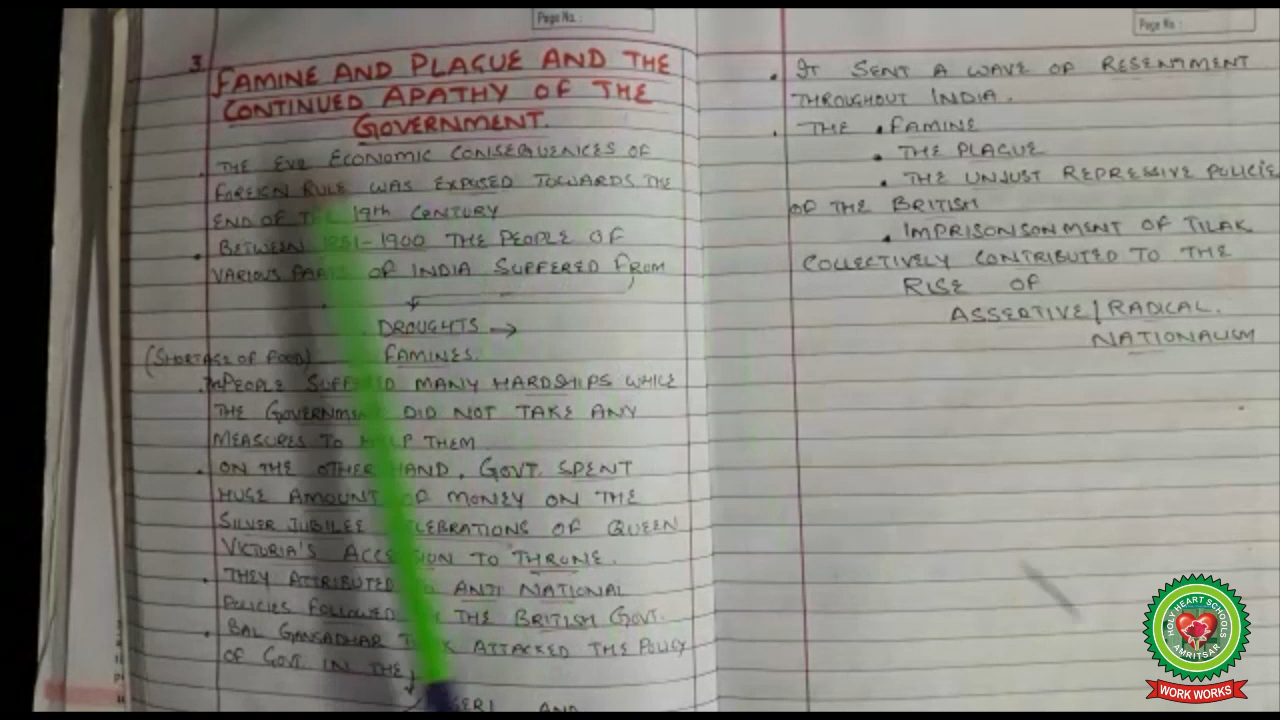 Page No. :
3.
FAMINE AND PLAGUE AND THE
CONTINUED APATHY OF THE
GOVERNMENT.
. THE ECONOMIC CONSEQUENCES OF
FOREIGN RULE WAS EXPOSED TOWARDS THE
END OF THE 19th CENTURY
. BETWEEN 1900 THE PEOPLE OF
VARIOUS PARTS OF INDIA SUFFERED FROM
DROUGHTS →
(SHORTAGE OF FOOD) FAMINES.
. PEOPLE SUFFERED MANY HARDSHIPS WHILE
THE GOVERNMENT DID NOT TAKE ANY
MEASURES TO HELP THEM
. ON THE OTHER HAND, GOVT. SPENT
HUGE AMOUNT OF MONEY ON THE
SILVER JUBILEE CELEBRATIONS OF QUEEN
VICTORIA'S ACCESSION TO THRONE.
. THEY ATTRIBUTED ANTI NATIONAL
POLICIES FOLLOWED THE BRITISH GOVT.
. BAL GANGADHAR ATTACKED THE POLICY
OF GOVT. IN THE
AND
Page No. :
. IT SENT A WAVE OF RESENTMENT
THROUGHOUT INDIA.
. THE . FAMINE
. THE PLAGUE
. THE UNJUST REPRESSIVE POLICIE
OF THE BRITISH
. IMPRISONSONMENT OF TILAK
COLLECTIVELY CONTRIBUTED TO THE
RISE OF
ASSERTIVE/RADICAL.
NATIONALISM
HOLY HEART SCHOOLS
AMRITSAR
WORK WORKS